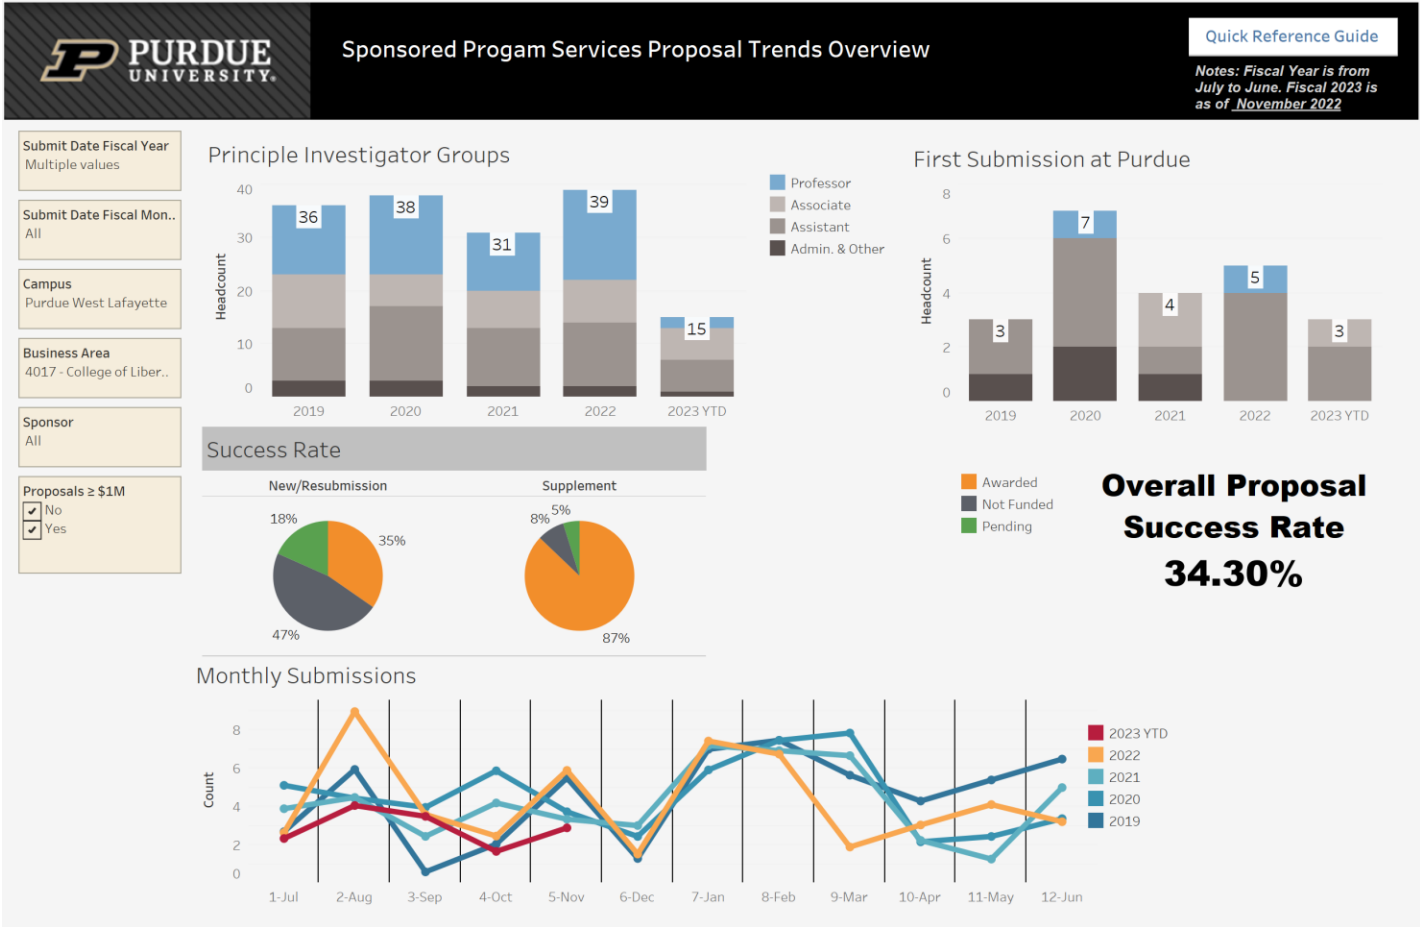 PURDUE
UNIVERSITY®
Sponsored Progam Services Proposal Trends Overview
Quick Reference Guide
Notes: Fiscal Year is from
July to June. Fiscal 2023 is
as of November 2022
Submit Date Fiscal Year
Multiple values
Submit Date Fiscal Mon..
All
Campus
Purdue West Lafayette
Business Area
4017 - College of Liber..
Sponsor
All
Proposals ≥ $1M
No
Yes
Principle Investigator Groups
Headcount
40
30
20
10
0
36
38
31
39
15
2019
2020
2021
2022
2023 YTD
Professor
Associate
Assistant
Admin. & Other
First Submission at Purdue
Headcount
8
6
4
2
0
3
7
4
5
3
2019
2020
2021
2022
2023 YTD
Success Rate
New/Resubmission
18%
35%
47%
Supplement
8%
5%
87%
Awarded
Not Funded
Pending
Overall Proposal
Success Rate
34.30%
Monthly Submissions
Count
8
6
4
2
0
1-Jul
2-Aug
3-Sep
4-Oct
5-Nov
6-Dec
7-Jan
8-Feb
9-Mar
10-Apr
11-May
12-Jun
2023 YTD
2022
2021
2020
2019